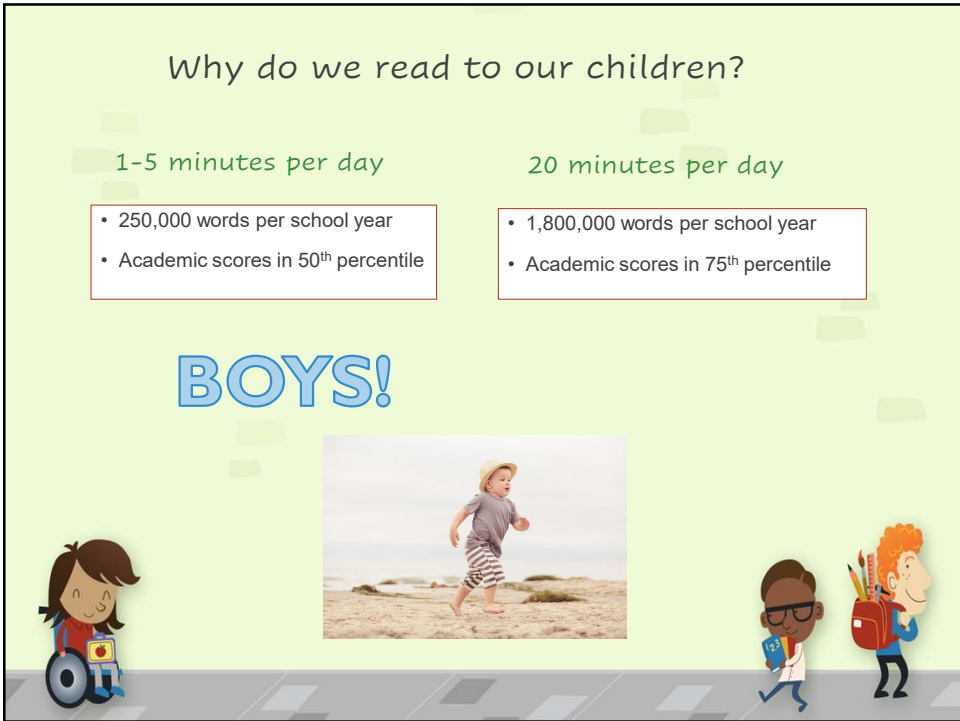 Why do we read to our children?
1-5 minutes per day
• 250,000 words per school year
• Academic scores in 50th percentile
20 minutes per day
• 1,800,000 words per school year
• Academic scores in 75th percentile
BOYS!
123